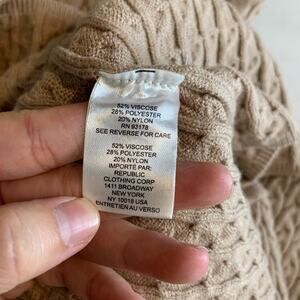 52% VISCOSE
28% POLYESTER
20% NYLON
RN 93178
SEE REVERSE FOR CARE
52% VISCOSE
28% POLYESTER
20% NYLON
IMPORTÉ PAR:
REPUBLIC
CLOTHING CORP
1411 BROADWAY
NEW YORK
NY 10018 USA
ENTRETIEN AU VERSO